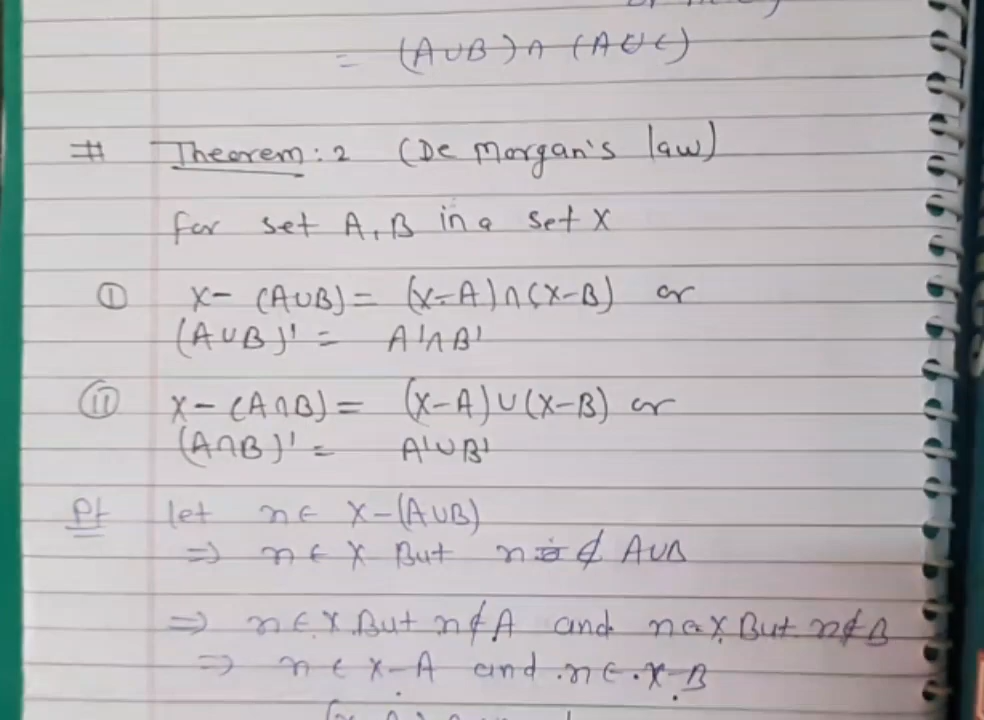 = (A∪B)∩(A∪C)
# Theorem: 2 (De Morgan's law)
for set A, B in a set X
① X- (A∪B) = (X-A)∩(X-B) or
(A∪B)' = A'∩B'
⑪ X-(A∩B) = (X-A)∪(X-B) or
(A∩B)' = A'∪B'
Pf let n∈ X-(A∪B)
⇒ n∈ X But n ∉ A∪B
⇒ n∈X But n∉A and n∈X But n∉B
⇒ n∈X-A and n∈X-B